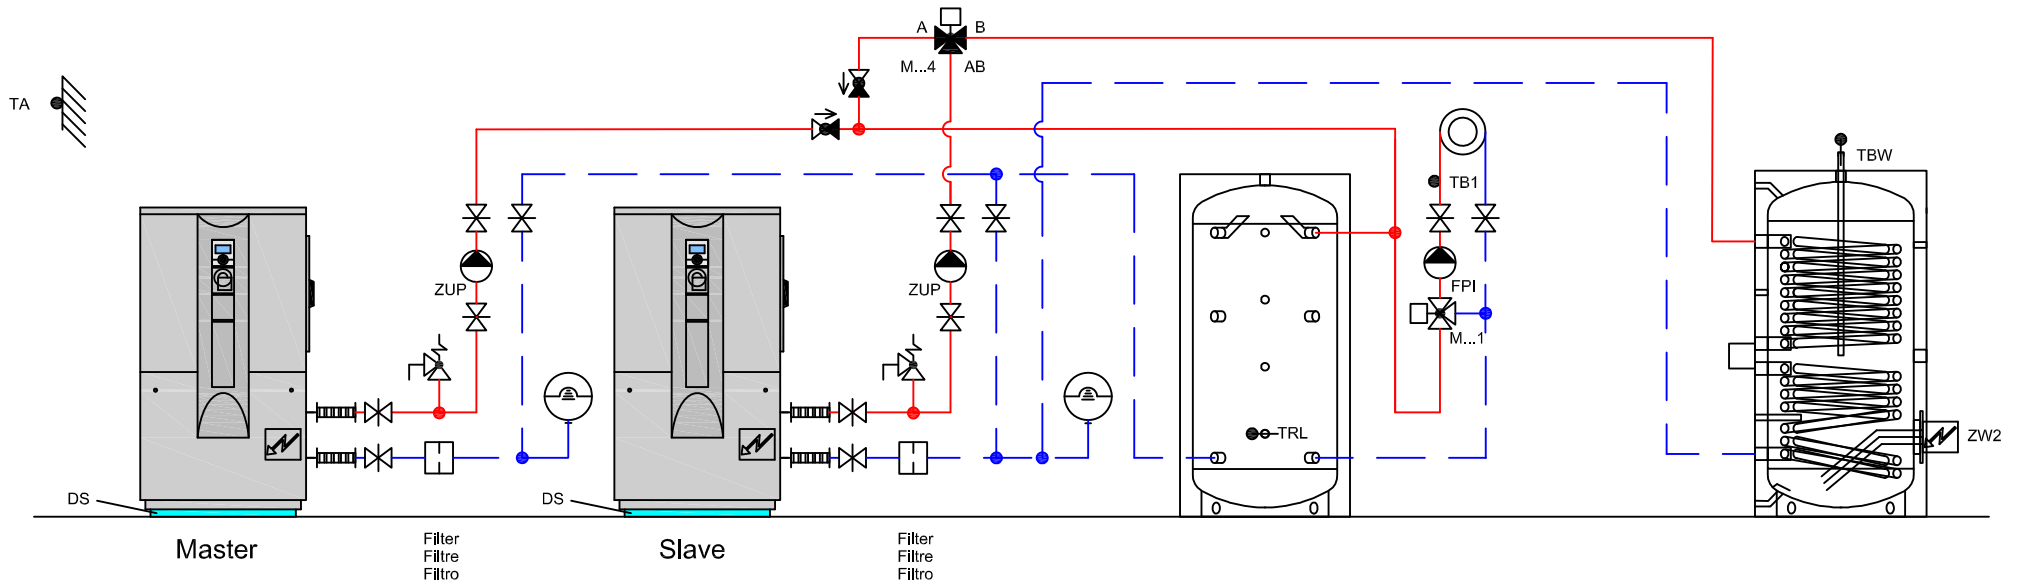 A
B
M...4
AB
TA
TBW
TB1
ZUP
ZUP
FPI
M...1
TRL
ZW2
DS
DS
Master
Slave
Filter
Filtre
Filtro
Filter
Filtre
Filtro